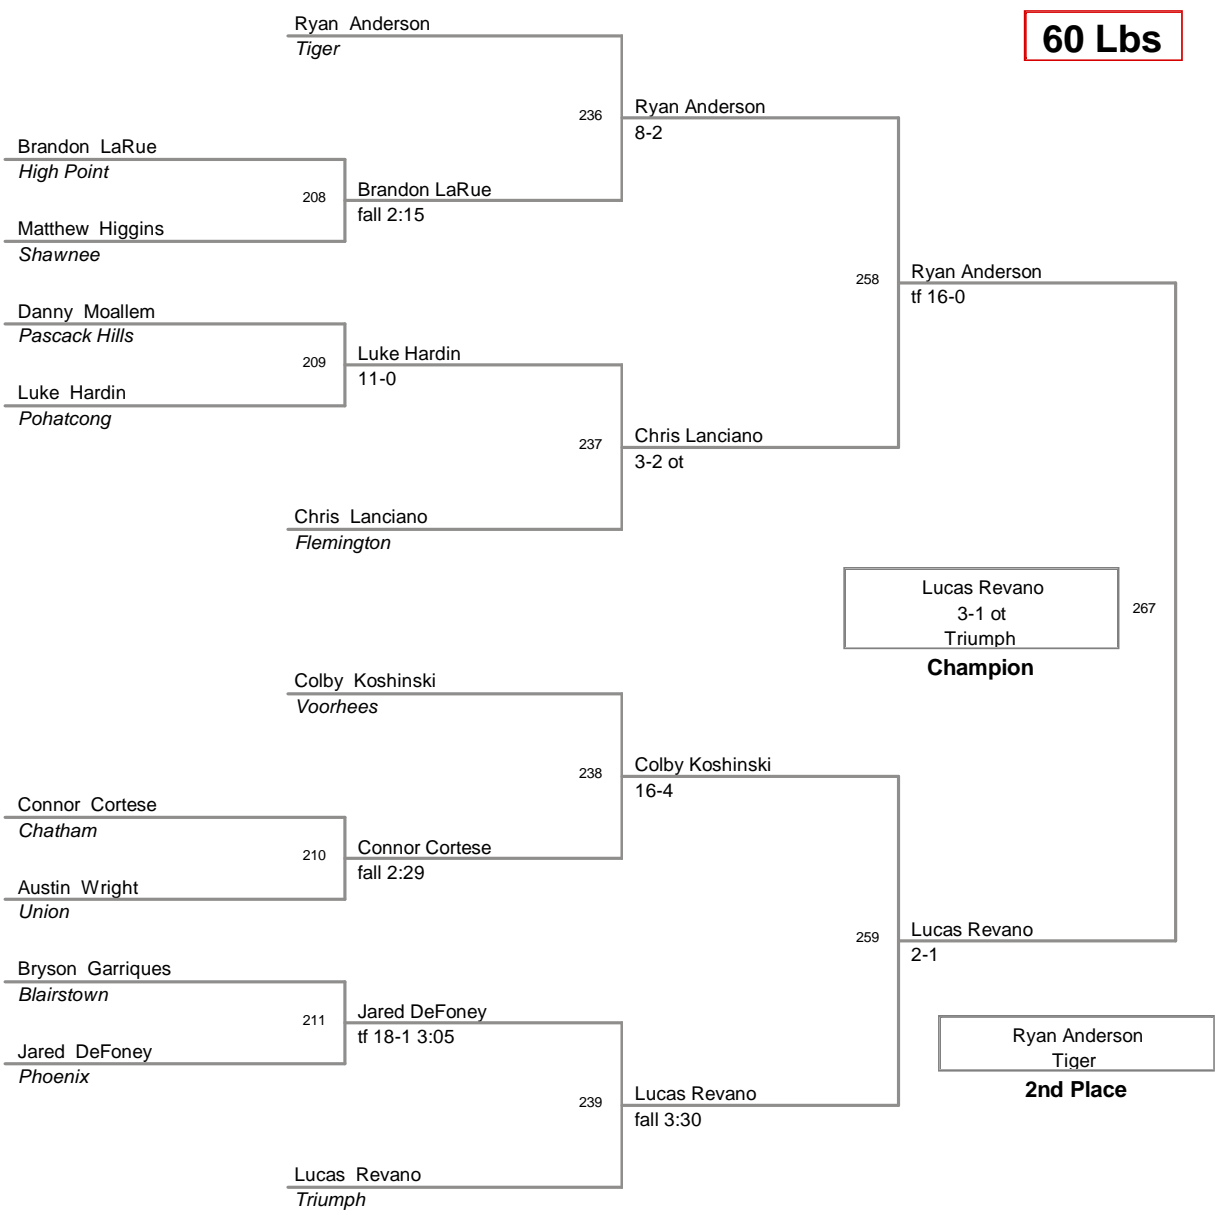 60 Lbs
Ryan Anderson
Tiger
236
Ryan Anderson
8-2
Brandon LaRue
High Point
208
Brandon LaRue
fall 2:15
Matthew Higgins
Shawnee
258
Ryan Anderson
tf 16-0
Danny Moallem
Pascack Hills
209
Luke Hardin
11-0
Luke Hardin
Pohatcong
237
Chris Lanciano
3-2 ot
Chris Lanciano
Flemington
Lucas Revano
3-1 ot
Triumph
267
Champion
Colby Koshinski
Voorhees
238
Colby Koshinski
16-4
Connor Cortese
Chatham
210
Connor Cortese
fall 2:29
Austin Wright
Union
259
Lucas Revano
2-1
Bryson Garriques
Blairstown
211
Jared DeFoney
tf 18-1 3:05
Jared DeFoney
Phoenix
Ryan Anderson
Tiger
2nd Place
239
Lucas Revano
fall 3:30
Lucas Revano
Triumph